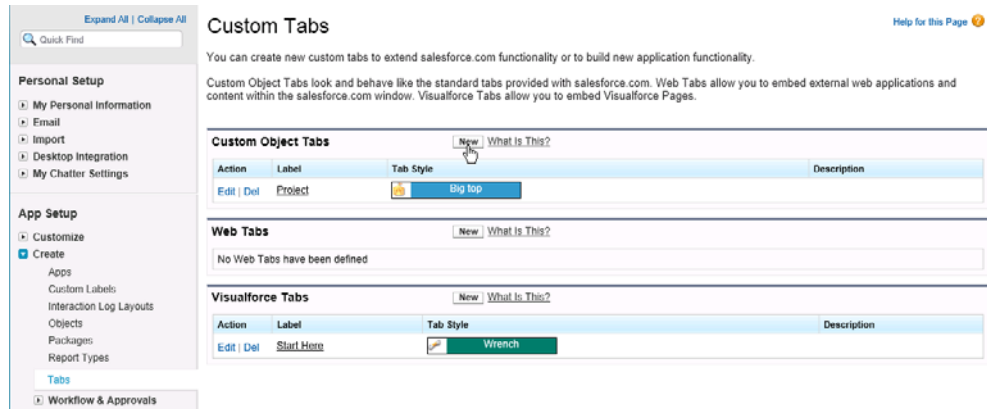 Expand All | Collapse All
Quick Find
Personal Setup
My Personal Information
Email
Import
Desktop Integration
My Chatter Settings
App Setup
Customize
Create
Apps
Custom Labels
Interaction Log Layouts
Objects
Packages
Report Types
Tabs
Workflow & Approvals
Custom Tabs
Help for this Page
You can create new custom tabs to extend salesforce.com functionality or to build new application functionality.
Custom Object Tabs look and behave like the standard tabs provided with salesforce.com. Web Tabs allow you to embed external web applications and
content within the salesforce.com window. Visualforce Tabs allow you to embed Visualforce Pages.
Custom Object Tabs New What Is This?
Action Label Tab Style Description
Edit | Del Project Big top
Web Tabs New What Is This?
No Web Tabs have been defined
Visualforce Tabs New What Is This?
Action Label Tab Style Description
Edit | Del Start Here Wrench